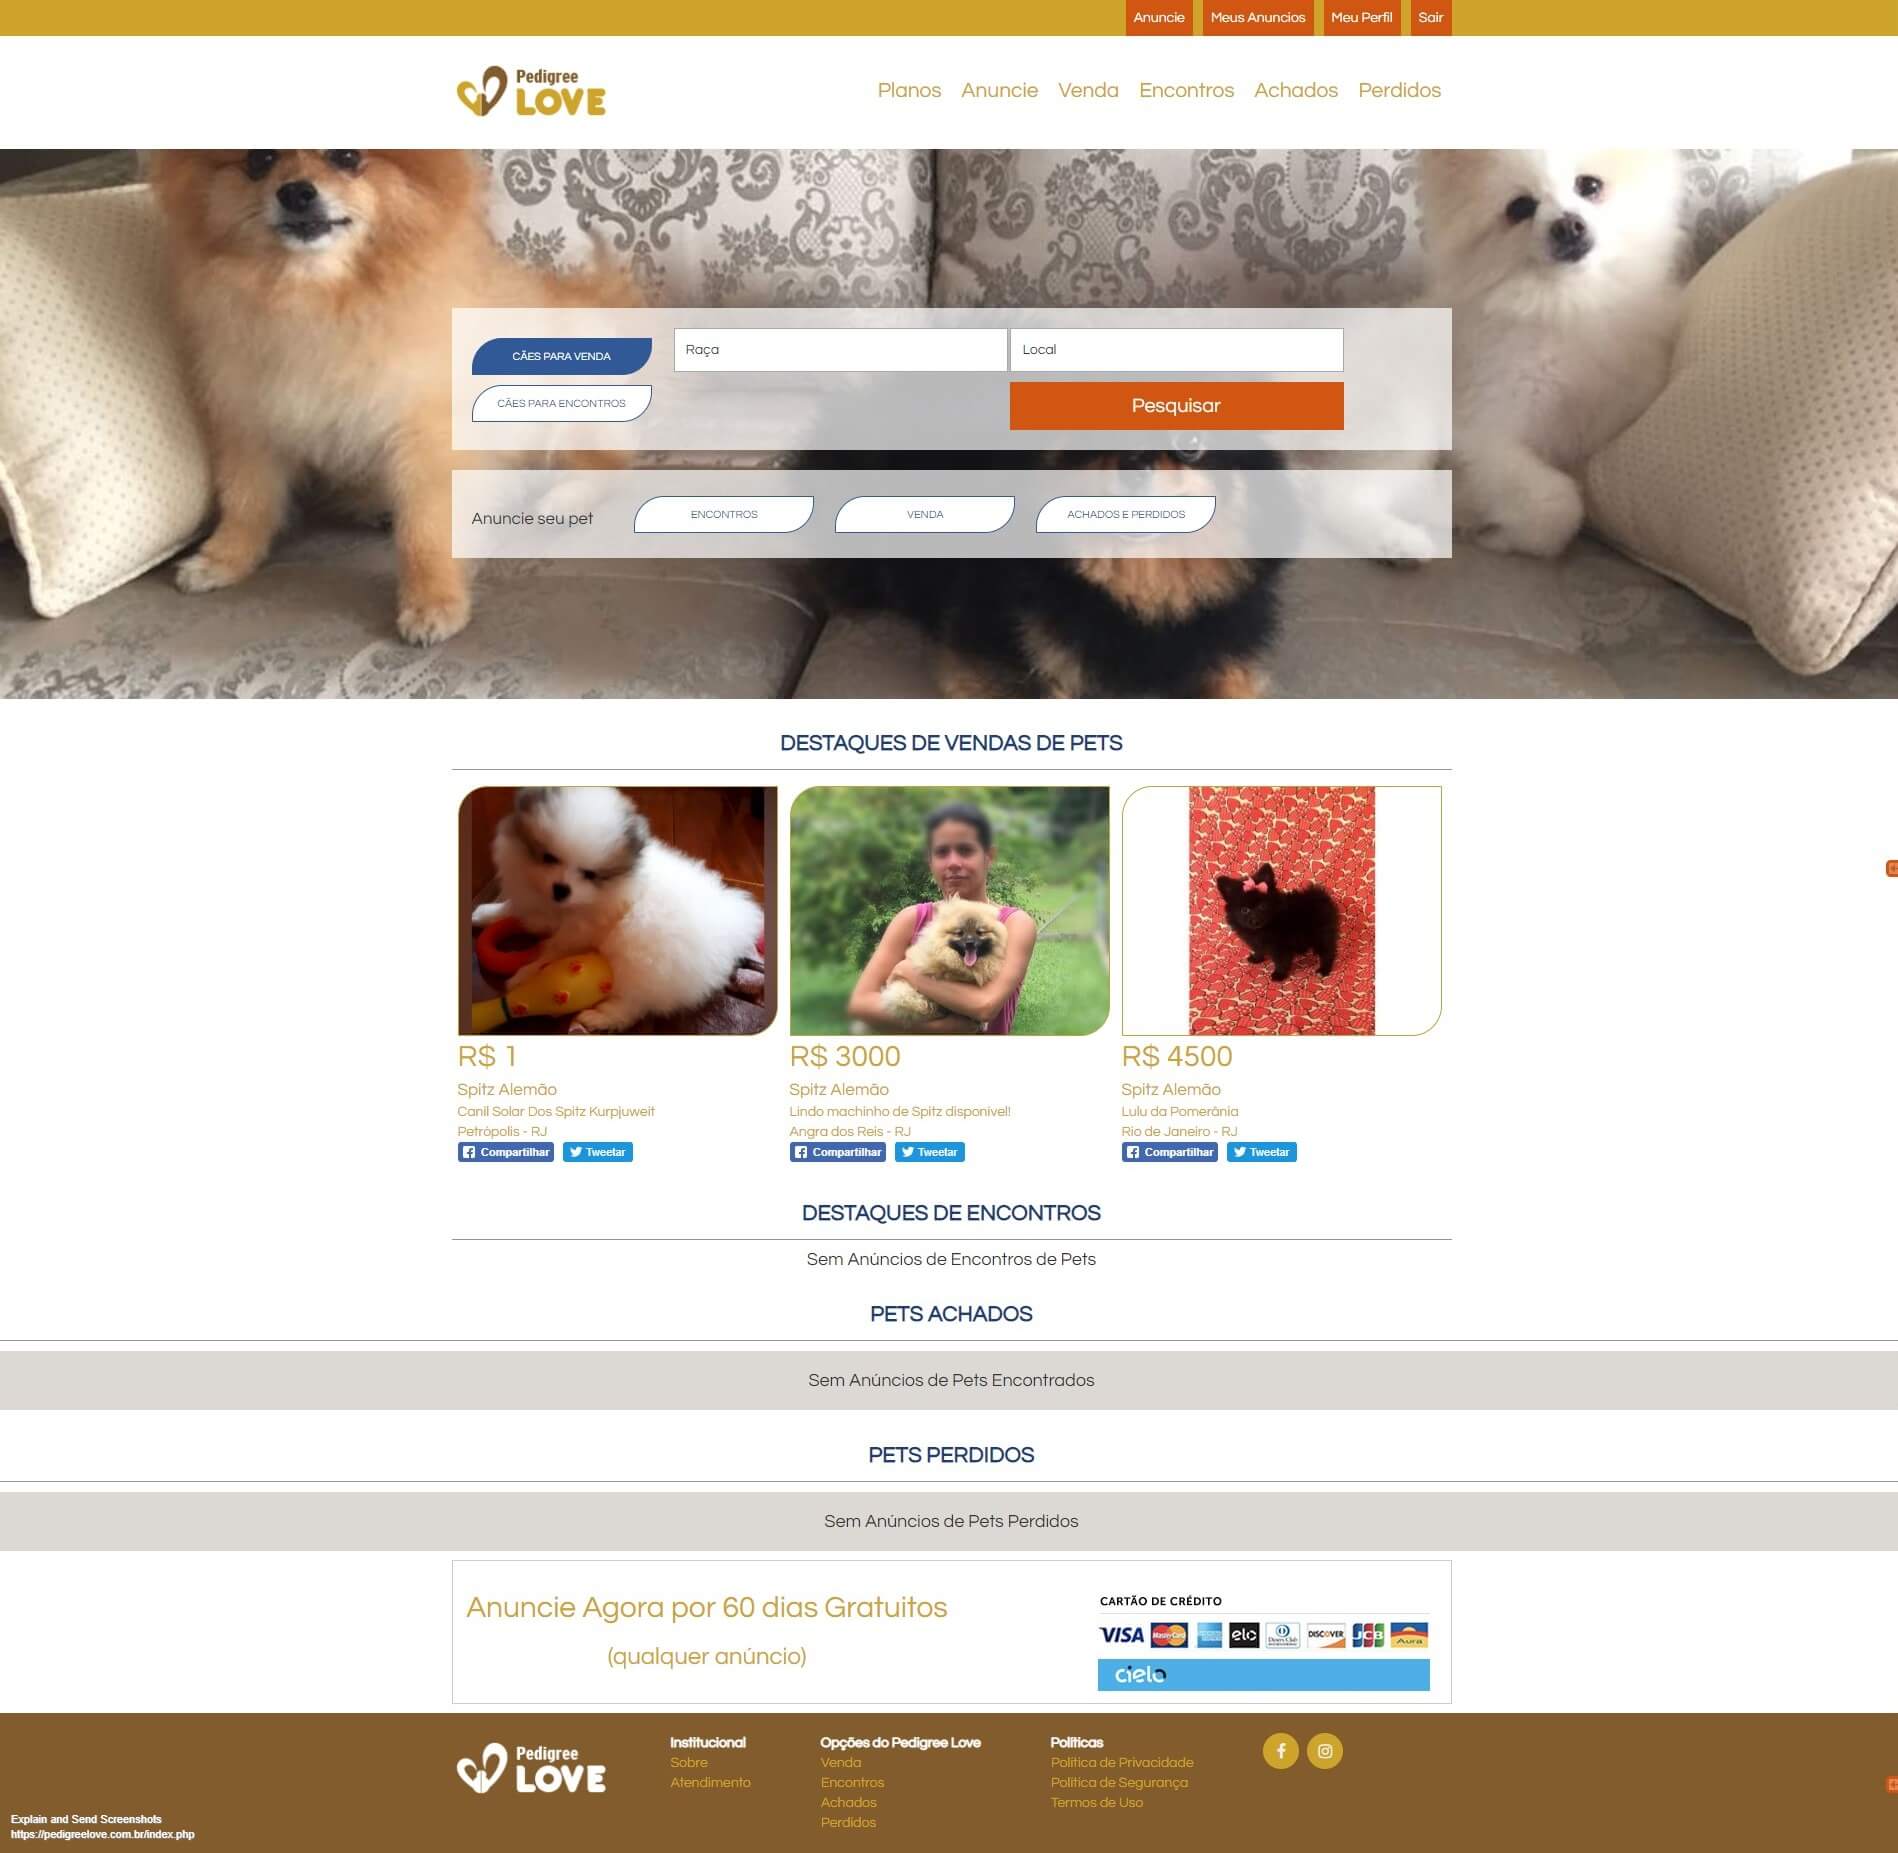 Anuncie
Meus Anuncios
Meu Perfil
Sair
Pedigree
LOVE
Planos
Anuncie
Venda
Encontros
Achados
Perdidos
CÃES PARA VENDA
Raça
Local
CÃES PARA ENCONTROS
Pesquisar
Anuncie seu pet
ENCONTROS
VENDA
ACHADOS E PERDIDOS
DESTAQUES DE VENDAS DE PETS
R$ 1
Spitz Alemão
Canil Solar Dos Spitz Kurpjuweit
Petrópolis - RJ
Compartilhar
Tweetar
R$ 3000
Spitz Alemão
Lindo machinho de Spitz disponível!
Angra dos Reis - RJ
Compartilhar
Tweetar
R$ 4500
Spitz Alemão
Lulu da Pomerânia
Rio de Janeiro - RJ
Compartilhar
Tweetar
DESTAQUES DE ENCONTROS
Sem Anúncios de Encontros de Pets
PETS ACHADOS
Sem Anúncios de Pets Encontrados
PETS PERDIDOS
Sem Anúncios de Pets Perdidos
Anuncie Agora por 60 dias Gratuitos
(qualquer anúncio)
CARTÃO DE CRÉDITO
VISA MasterCard elo Diners Club DISCOVER JCB Aura
cielo
Pedigree
LOVE
Institucional
Sobre
Atendimento
Opções do Pedigree Love
Venda
Encontros
Achados
Perdidos
Políticas
Política de Privacidade
Política de Segurança
Termos de Uso
Explain and Send Screenshots
https://pedigreelove.com.br/index.php